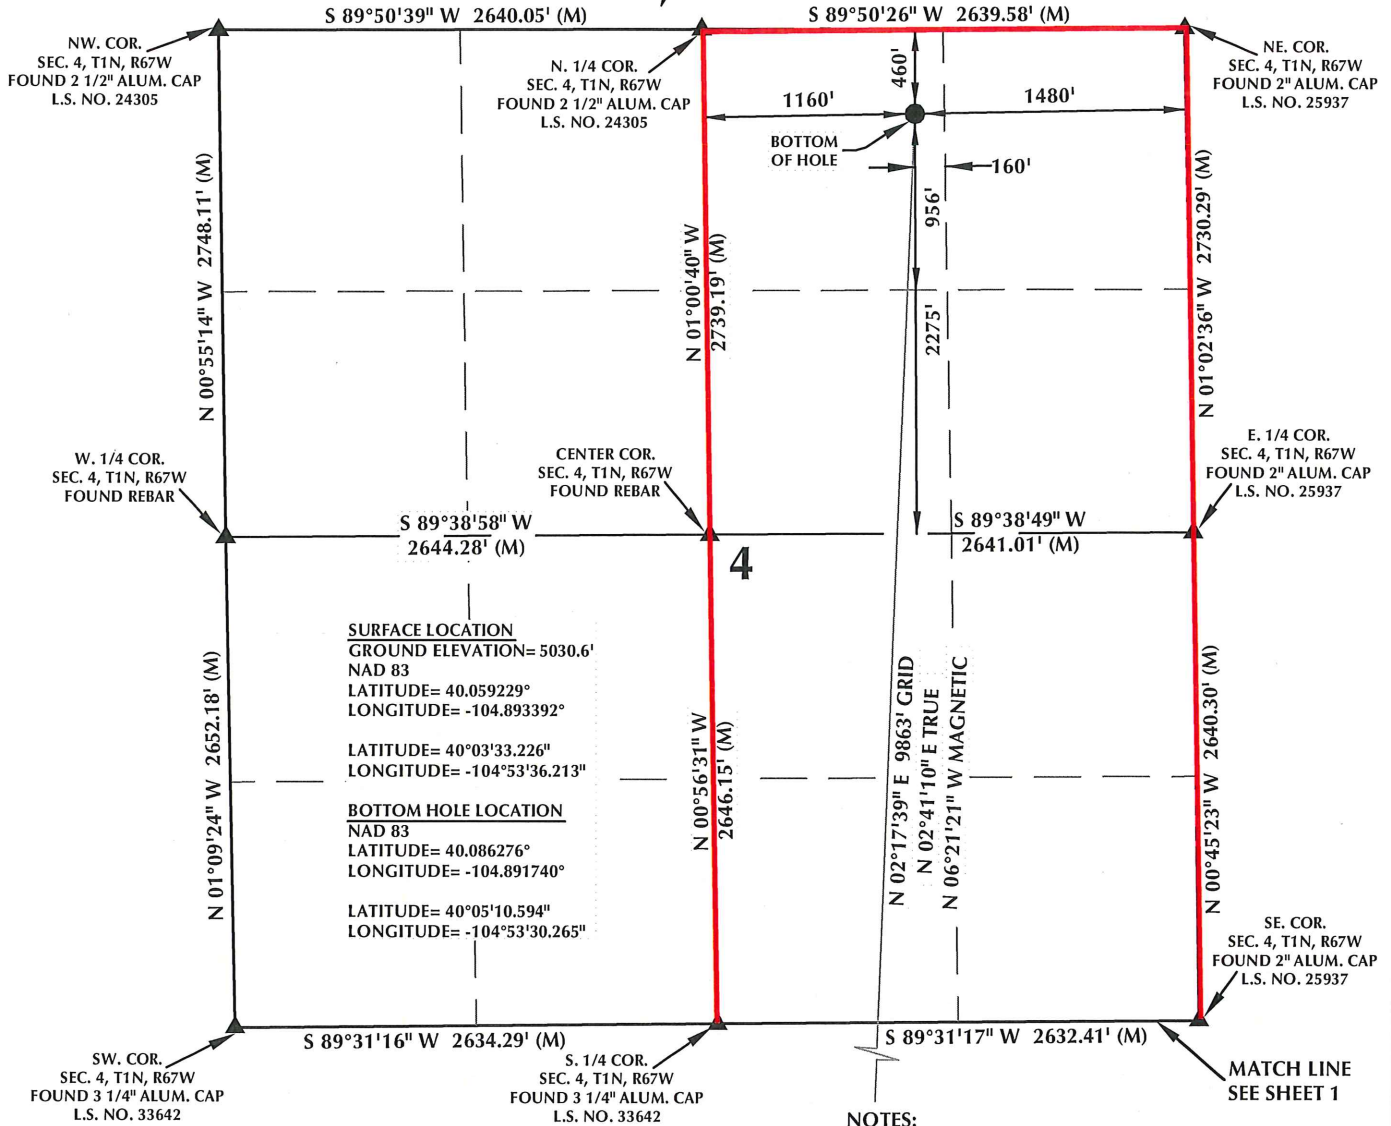 S 89°50'39" W 2640.05' (M)
S 89°50'26" W 2639.58' (M)
NW. COR.
SEC. 4, T1N, R67W
FOUND 2 1/2" ALUM. CAP
L.S. NO. 24305
N. 1/4 COR.
SEC. 4, T1N, R67W
FOUND 2 1/2" ALUM. CAP
L.S. NO. 24305
NE. COR.
SEC. 4, T1N, R67W
FOUND 2" ALUM. CAP
L.S. NO. 25937
460'
1160'
1480'
BOTTOM
OF HOLE
160'
956'
2275'
N 00°55'14" W 2748.11' (M)
N 01°00'40" W
2739.19' (M)
N 01°02'36" W 2730.29' (M)
W. 1/4 COR.
SEC. 4, T1N, R67W
FOUND REBAR
CENTER COR.
SEC. 4, T1N, R67W
FOUND REBAR
E. 1/4 COR.
SEC. 4, T1N, R67W
FOUND 2" ALUM. CAP
L.S. NO. 25937
S 89°38'58" W
2644.28' (M)
S 89°38'49" W
2641.01' (M)
4
SURFACE LOCATION
GROUND ELEVATION= 5030.6'
NAD 83
LATITUDE= 40.059229°
LONGITUDE= -104.893392°
LATITUDE= 40°03'33.226"
LONGITUDE= -104°53'36.213"
BOTTOM HOLE LOCATION
NAD 83
LATITUDE= 40.086276°
LONGITUDE= -104.891740°
LATITUDE= 40°05'10.594"
LONGITUDE= -104°53'30.265"
N 01°09'24" W 2652.18' (M)
N 00°56'31" W
2646.15' (M)
N 02°17'39" E 9863' GRID
N 02°41'10" E TRUE
N 06°21'21" W MAGNETIC
N 00°45'23" W 2640.30' (M)
SE. COR.
SEC. 4, T1N, R67W
FOUND 2" ALUM. CAP
L.S. NO. 25937
S 89°31'16" W 2634.29' (M)
S 89°31'17" W 2632.41' (M)
SW. COR.
SEC. 4, T1N, R67W
FOUND 3 1/4" ALUM. CAP
L.S. NO. 33642
S. 1/4 COR.
SEC. 4, T1N, R67W
FOUND 3 1/4" ALUM. CAP
L.S. NO. 33642
MATCH LINE
SEE SHEET 1
NOTES: